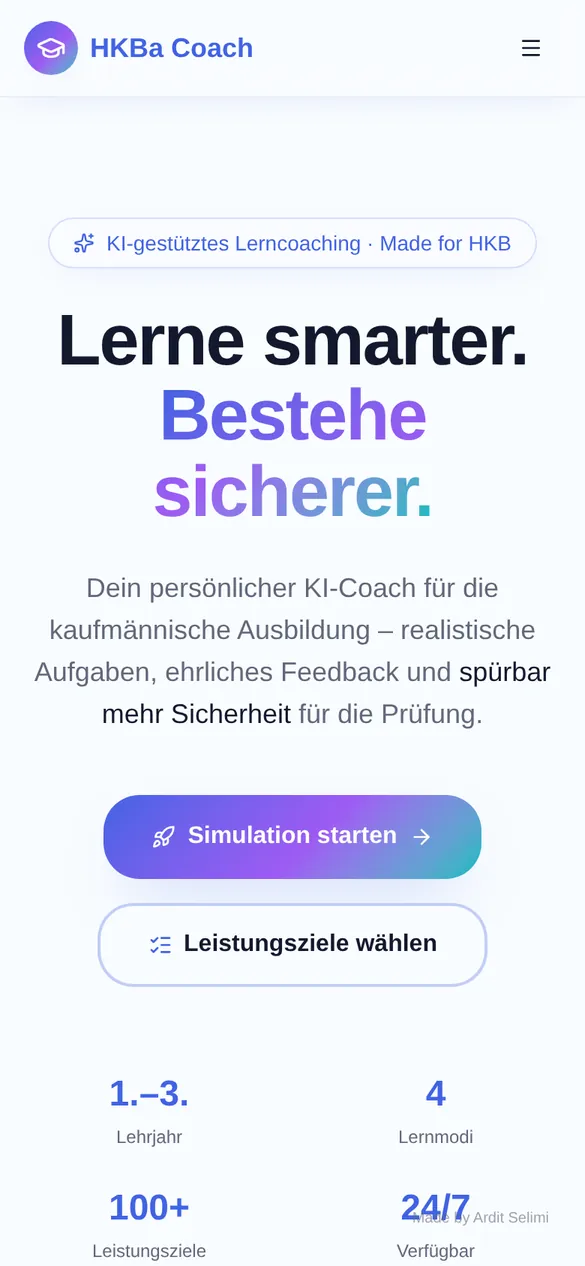 HKBa Coach
KI-gestütztes Lerncoaching · Made for HKB
Lerne smarter.
Bestehe
sicherer.
Dein persönlicher KI-Coach für die
kaufmännische Ausbildung – realistische
Aufgaben, ehrliches Feedback und spürbar
mehr Sicherheit für die Prüfung.
Simulation starten
Leistungsziele wählen
1.–3.
Lehrjahr
4
Lernmodi
100+
Leistungsziele
24/7
Verfügbar
Made by Ardit Selimi